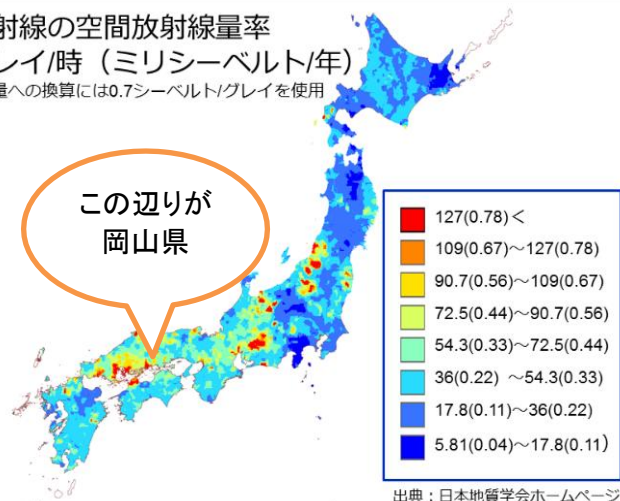 射線の空間放射線量率
レイ/時（ミリシーベルト/年）
量への換算には0.7シーベルト/グレイを使用
この辺りが
岡山県
127(0.78)＜
109(0.67)～127(0.78)
90.7(0.56)～109(0.67)
72.5(0.44)～90.7(0.56)
54.3(0.33)～72.5(0.44)
36(0.22) ～54.3(0.33)
17.8(0.11)～36(0.22)
5.81(0.04)～17.8(0.11)
出典：日本地質学会ホームページ